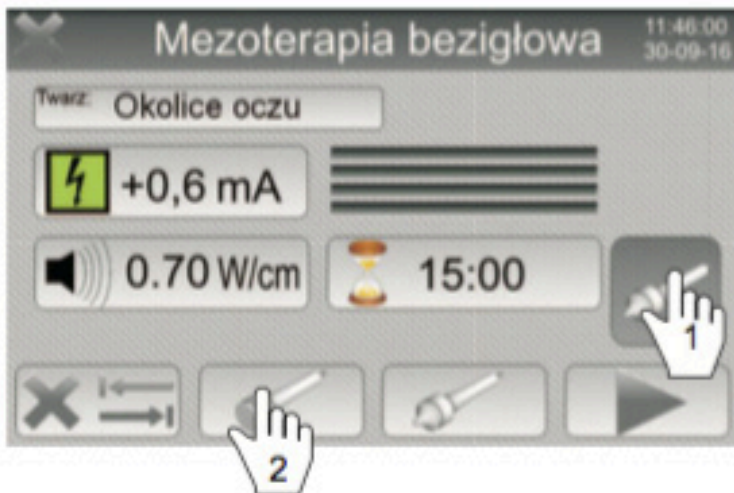 Mezoterapia bezigłowa
11:46:00
30-09-16
Twarz: Okolice oczu
+0,6 mA
0.70 W/cm
15:00
1
2